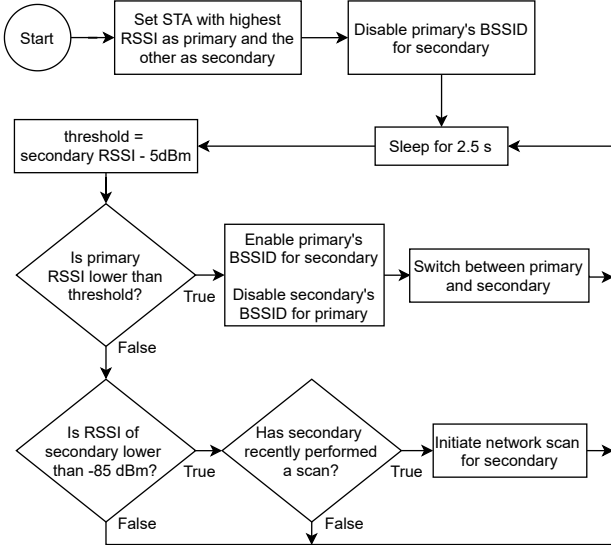 Start
Set STA with highest
RSSI as primary and the
other as secondary
Disable primary's BSSID
for secondary
threshold =
secondary RSSI - 5dBm
Sleep for 2.5 s
Is primary
RSSI lower than
threshold?
True
Enable primary's
BSSID for secondary
Disable secondary's
BSSID for primary
Switch between primary
and secondary
False
Is RSSI of
secondary lower
than -85 dBm?
True
Has secondary
recently performed
a scan?
True
Initiate network scan
for secondary
False
False